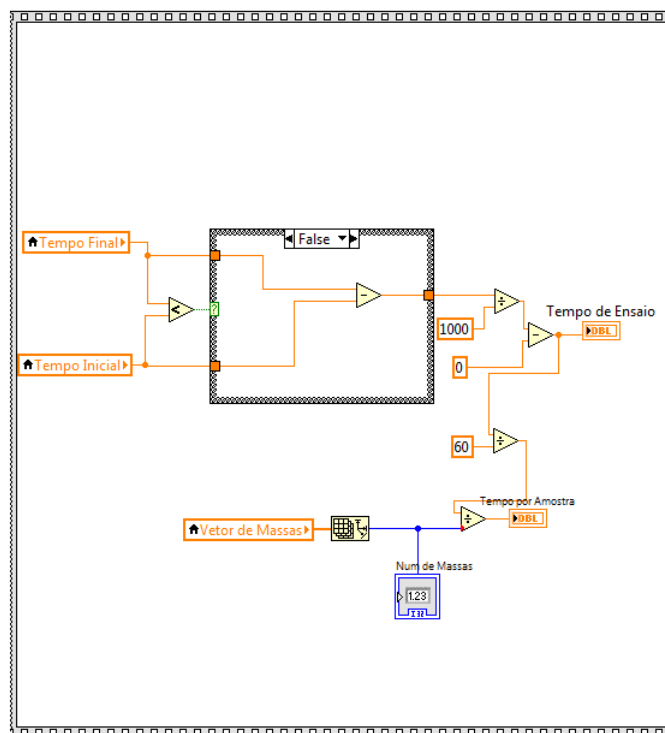 False
Tempo Final
?
1000
Tempo de Ensaio
DBL
Tempo Inicial
0
60
Tempo por Amostra
DBL
Vetor de Massas
Num de Massas
1.23
I32